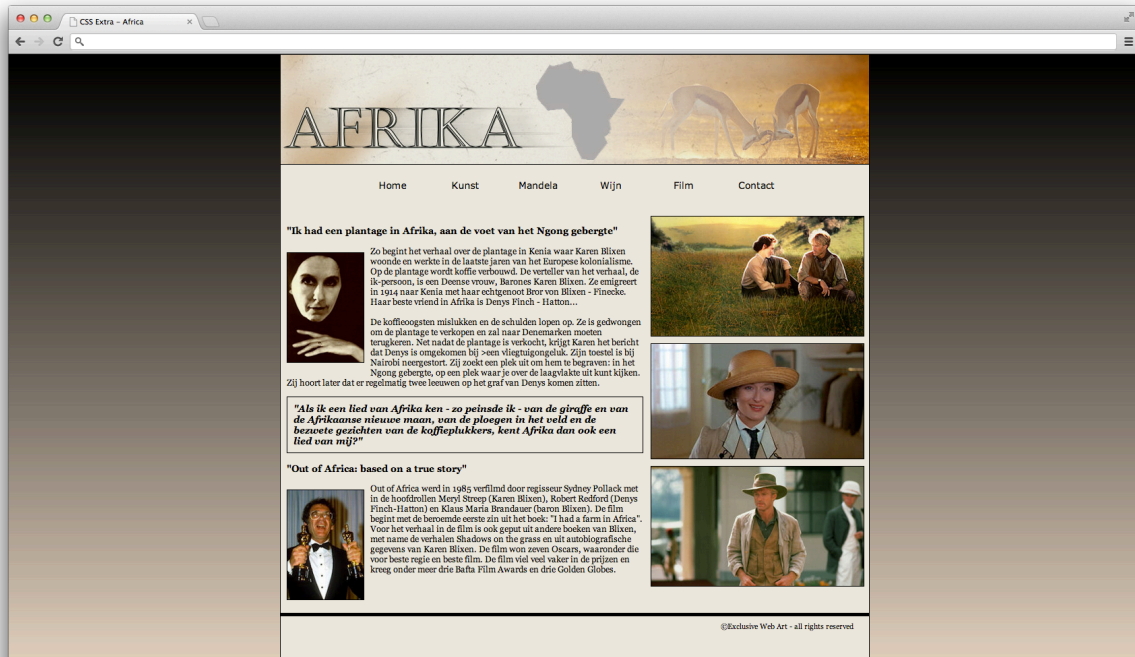 CSS Extra – Africa
AFRIKA
Home Kunst Mandela Wijn Film Contact
"Ik had een plantage in Afrika, aan de voet van het Ngong gebergte"
Zo begint het verhaal over de plantage in Kenia waar Karen Blixen
woonde en werkte in de laatste jaren van het Europese kolonialisme.
Op de plantage wordt koffie verbouwd. De verteller van het verhaal, de
ik-persoon, is een Deense vrouw, Barones Karen Blixen. Ze emigreert
in 1914 naar Kenia met haar echtgenoot Bror von Blixen - Finecke.
Haar beste vriend in Afrika is Denys Finch - Hatton...
De koffieoogsten mislukken en de schulden lopen op. Ze is gedwongen
om de plantage te verkopen en zal naar Denemarken moeten
terugkeren. Net nadat de plantage is verkocht, krijgt Karen het bericht
dat Denys is omgekomen bij >een vliegtuigongeluk. Zijn toestel is bij
Nairobi neergestort. Zij zoekt een plek uit om hem te begraven: in het
Ngong gebergte, op een plek waar je over de laagvlakte uit kunt kijken.
Zij hoort later dat er regelmatig twee leeuwen op het graf van Denys komen zitten.
"Als ik een lied van Afrika ken - zo peinsde ik - van de giraffe en van
de Afrikaanse nieuwe maan, van de ploegen in het veld en de
bezwete gezichten van de koffieplukkers, kent Afrika dan ook een
lied van mij?"
"Out of Africa: based on a true story"
Out of Africa werd in 1985 verfilmd door regisseur Sydney Pollack met
in de hoofdrollen Meryl Streep (Karen Blixen), Robert Redford (Denys
Finch-Hatton) en Klaus Maria Brandauer (baron Blixen). De film
begint met de beroemde eerste zin uit het boek: "I had a farm in Africa".
Voor het verhaal in de film is ook geput uit andere boeken van Blixen,
met name de verhalen Shadows on the grass en uit autobiografische
gegevens van Karen Blixen. De film won zeven Oscars, waaronder die
voor beste regie en beste film. De film viel veel vaker in de prijzen en
kreeg onder meer drie Bafta Film Awards en drie Golden Globes.
©Exclusive Web Art - all rights reserved